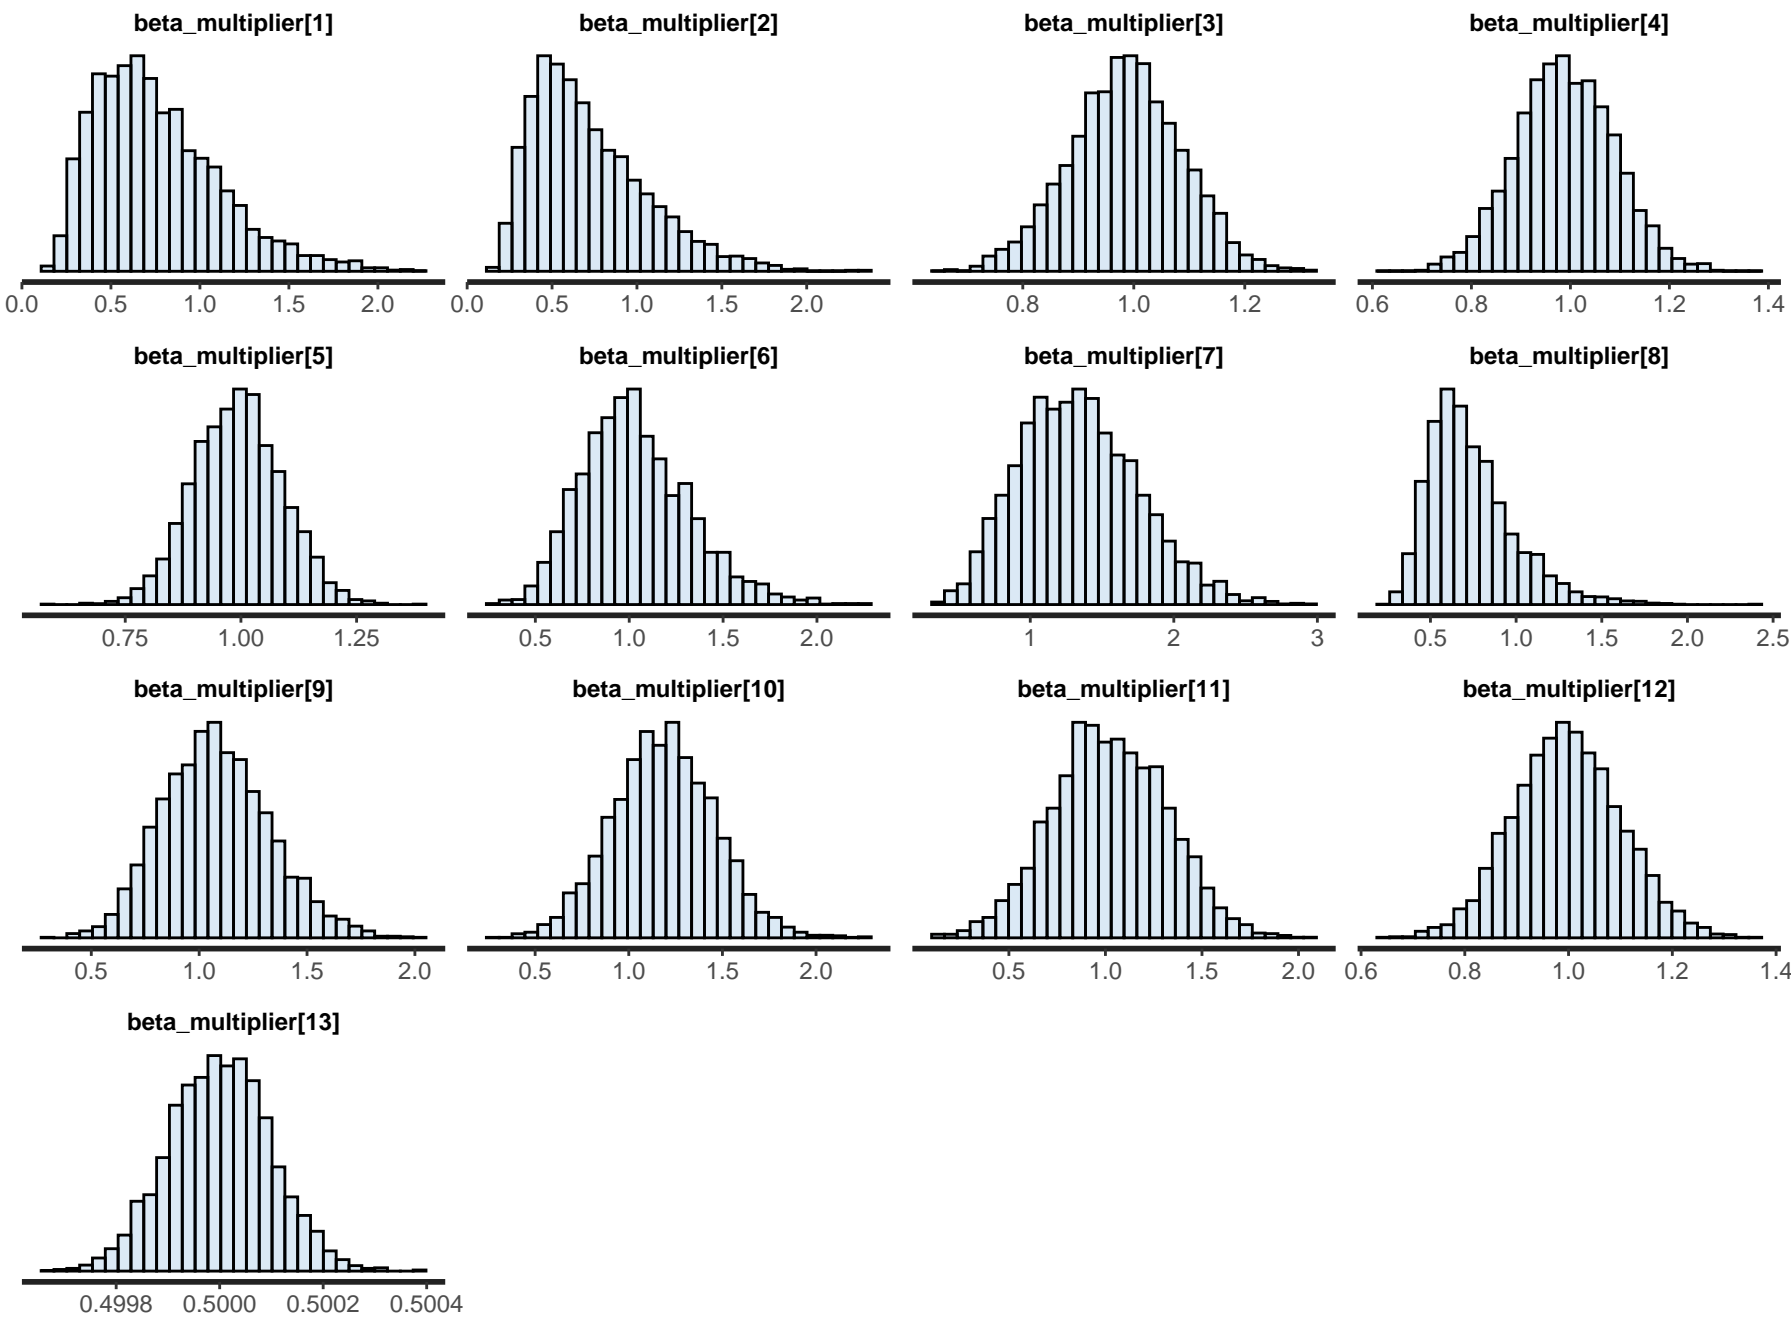 beta_multiplier[1] beta_multiplier[2] beta_multiplier[3] beta_multiplier[4]
0.0 0.5 1.0 1.5 2.0 0.0 0.5 1.0 1.5 2.0 0.8 1.0 1.2 0.6 0.8 1.0 1.2 1.4
beta_multiplier[5] beta_multiplier[6] beta_multiplier[7] beta_multiplier[8]
0.75 1.00 1.25 0.5 1.0 1.5 2.0 1 2 3 0.5 1.0 1.5 2.0 2.5
beta_multiplier[9] beta_multiplier[10] beta_multiplier[11] beta_multiplier[12]
0.5 1.0 1.5 2.0 0.5 1.0 1.5 2.0 0.5 1.0 1.5 2.0 0.6 0.8 1.0 1.2 1.4
beta_multiplier[13]
0.4998 0.5000 0.5002 0.5004